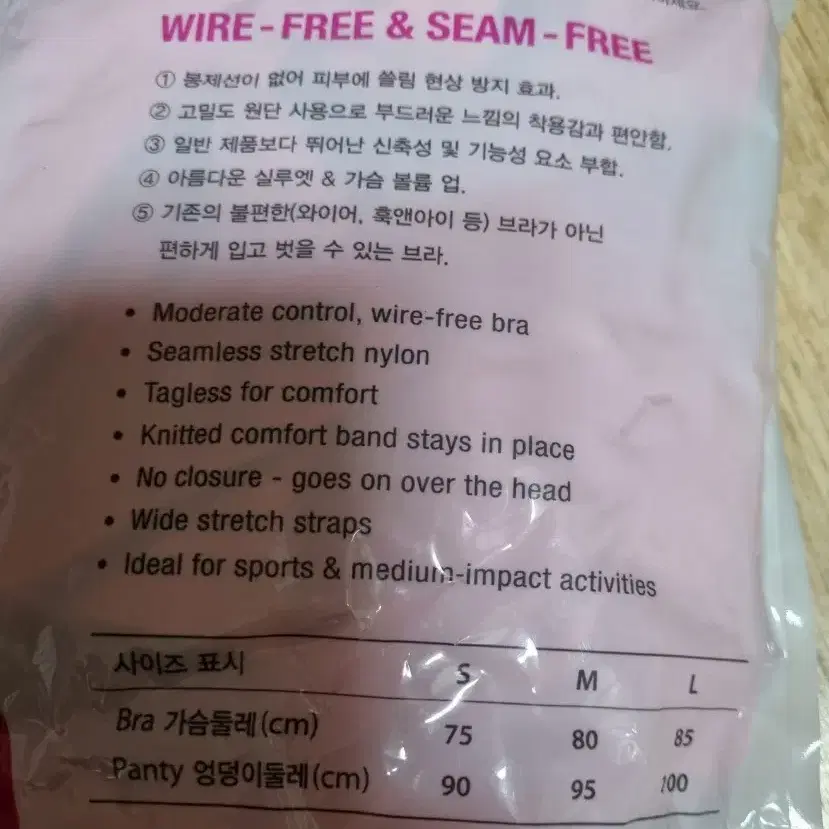 WIRE - FREE & SEAM - FREE
① 봉제선이 없어 피부에 쓸림 현상 방지 효과.
② 고밀도 원단 사용으로 부드러운 느낌의 착용감과 편안함.
③ 일반 제품보다 뛰어난 신축성 및 기능성 요소 부합.
④ 아름다운 실루엣 & 가슴 볼륨 업.
⑤ 기존의 불편한(와이어, 훅앤아이 등) 브라가 아닌
편하게 입고 벗을 수 있는 브라.
• Moderate control, wire-free bra
• Seamless stretch nylon
• Tagless for comfort
• Knitted comfort band stays in place
• No closure - goes on over the head
• Wide stretch straps
• Ideal for sports & medium-impact activities
사이즈 표시 S M L
Bra 가슴둘레(cm) 75 80 85
Panty 엉덩이둘레(cm) 90 95 100